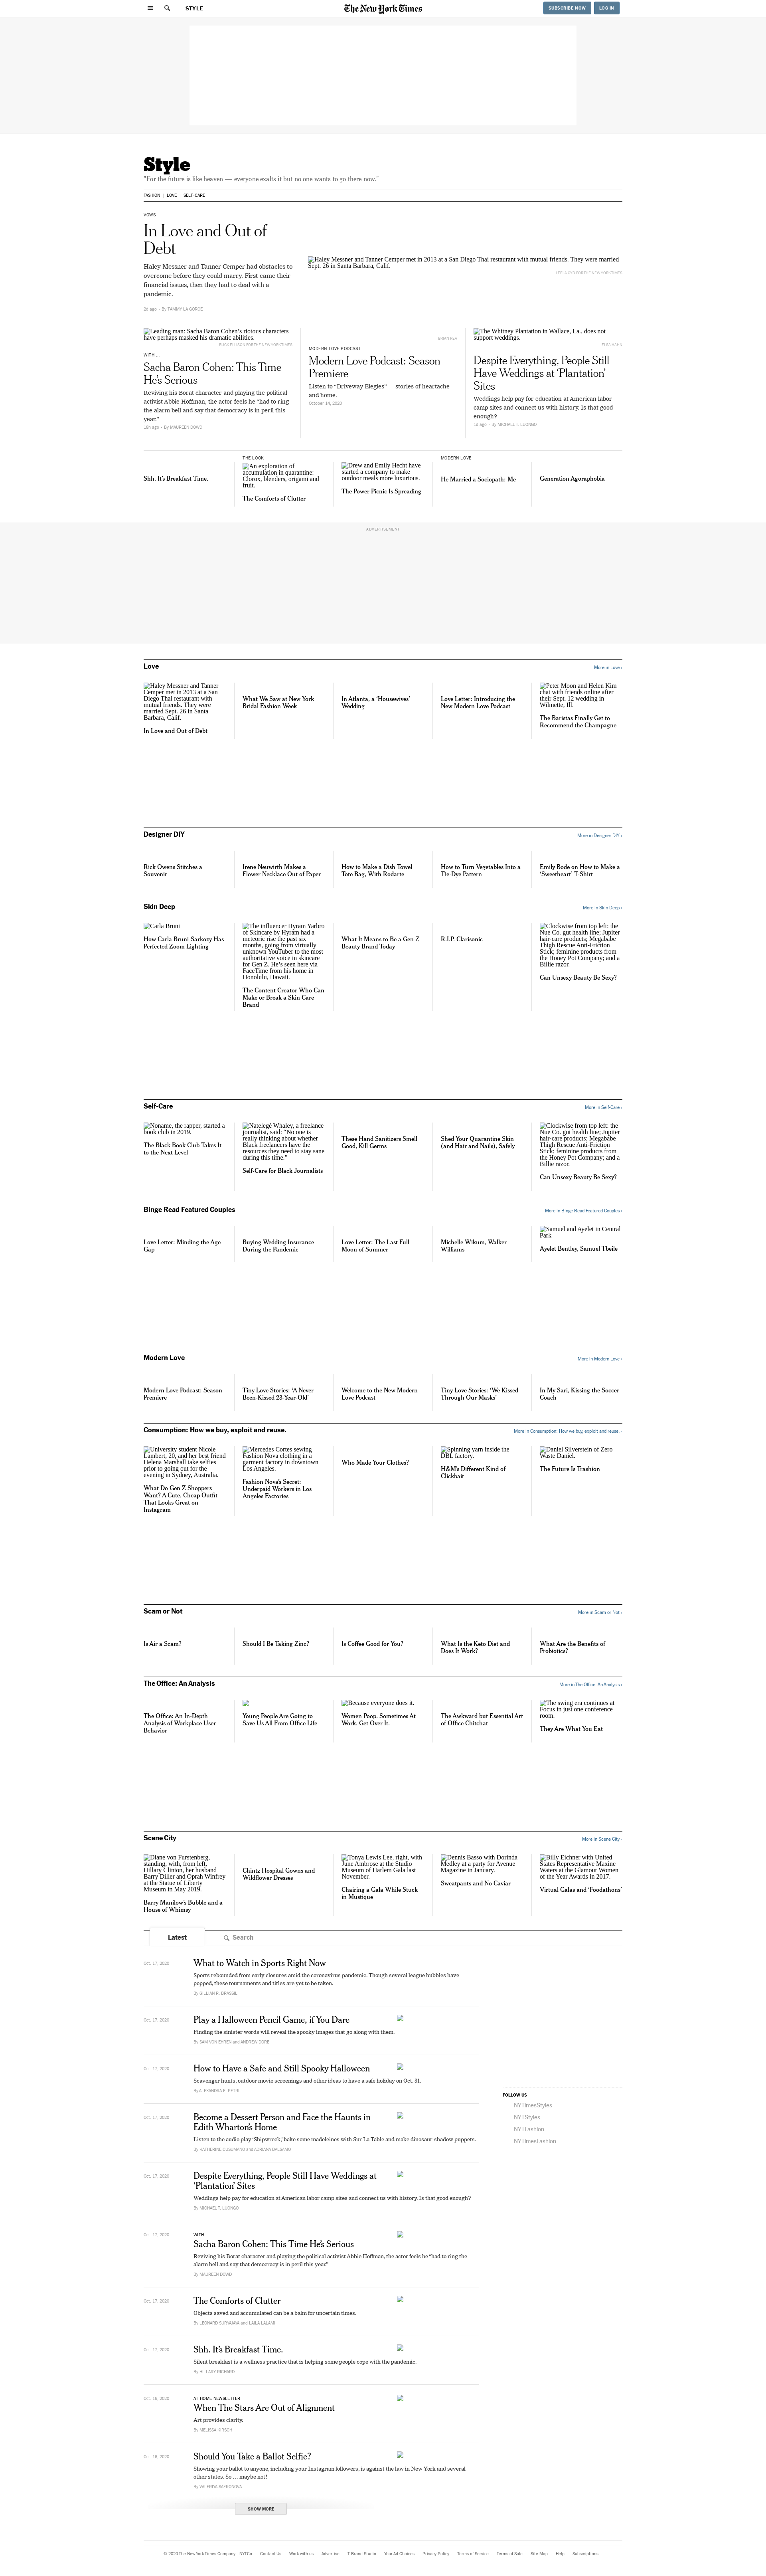 STYLE
The New York Times
SUBSCRIBE NOW
LOG IN
Style
"For the future is like heaven — everyone exalts it but no one wants to go there now."
FASHION
LOVE
SELF-CARE
VOWS
In Love and Out of
Debt
Haley Messner and Tanner Cemper had obstacles to
overcome before they could marry. First came their
financial issues, then they had to deal with a
pandemic.
2d ago – By TAMMY LA GORCE
Haley Messner and Tanner Cemper met in 2013 at a San Diego Thai restaurant with mutual friends. They were married
Sept. 26 in Santa Barbara, Calif.
Leading man: Sacha Baron Cohen's riotous characters
have perhaps masked his dramatic abilities.
WITH ...
Sacha Baron Cohen: This Time
He's Serious
Reviving his Borat character and playing the political
activist Abbie Hoffman, the actor feels he "had to ring
the alarm bell and say that democracy is in peril this
year."
By MAUREEN DOWD
MODERN LOVE PODCAST
Modern Love Podcast: Season
Premiere
Listen to "Driveway Elegies" — stories of heartache
and home.
October 14, 2020
The Whitney Plantation in Wallace, La., does not
support weddings.
Despite Everything, People Still
Have Weddings at 'Plantation'
Sites
Weddings help pay for education at American labor
camp sites and connect us with history. Is that good
enough?
1d ago – By MICHAEL T. LUONGO
Shh. It's Breakfast Time.
THE LOOK
An exploration of
accumulation in quarantine:
Clorox, blenders, origami and
fruit.
The Comforts of Clutter
Drew and Emily Hecht have
started a company to make
outdoor meals more luxurious.
The Power Picnic Is Spreading
MODERN LOVE
He Married a Sociopath: Me
Generation Agoraphobia
ADVERTISEMENT
Love
More in Love ›
Haley Messner and Tanner
Cemper met in 2013 at a San
Diego Thai restaurant with
mutual friends. They were
married Sept. 26 in Santa
Barbara, Calif.
In Love and Out of Debt
What We Saw at New York
Bridal Fashion Week
In Atlanta, a 'Housewives'
Wedding
Love Letter: Introducing the
New Modern Love Podcast
Peter Moon and Helen Kim
chat with friends online after
their Sept. 12 wedding in
Wilmette, Ill.
The Baristas Finally Get to
Recommend the Champagne
Designer DIY
More in Designer DIY ›
Rick Owens Stitches a
Souvenir
Irene Neuwirth Makes a
Flower Necklace Out of Paper
How to Make a Dish Towel
Tote Bag, With Rodarte
How to Turn Vegetables Into a
Tie-Dye Pattern
Emily Bode on How to Make a
'Sweetheart' T-Shirt
Skin Deep
More in Skin Deep ›
Carla Bruni
How Carla Bruni-Sarkozy Has
Perfected Zoom Lighting
The influencer Hyram Yarbro
of Skincare by Hyram had a
meteoric rise the past six
months, going from virtually
unknown YouTuber to the most
authoritative voice in skincare
for Gen Z. He's seen here via
FaceTime from his home in
Honolulu, Hawaii.
The Content Creator Who Can
Make or Break a Skin Care
Brand
What It Means to Be a Gen Z
Beauty Brand Today
R.I.P. Clarisonic
Clockwise from top left: the
Nue Co. gut health line; Jupiter
hair-care products; Megababe
Thigh Rescue Anti-Friction
Stick; feminine products from
the Honey Pot Company; and a
Billie razor.
Can Unsexy Beauty Be Sexy?
Self-Care
More in Self-Care ›
Noname, the rapper, started a
book club in 2019.
The Black Book Club Takes It
to the Next Level
Natelegé Whaley, a freelance
journalist, said: "No one is
really thinking about whether
Black freelancers have the
resources they need to stay sane
during this time."
Self-Care for Black Journalists
These Hand Sanitizers Smell
Good, Kill Germs
Shed Your Quarantine Skin
(and Hair and Nails), Safely
Clockwise from top left: the
Nue Co. gut health line; Jupiter
hair-care products; Megababe
Thigh Rescue Anti-Friction
Stick; feminine products from
the Honey Pot Company; and a
Billie razor.
Can Unsexy Beauty Be Sexy?
Binge Read Featured Couples
More in Binge Read Featured Couples ›
Love Letter: Minding the Age
Gap
Buying Wedding Insurance
During the Pandemic
Love Letter: The Last Full
Moon of Summer
Michelle Wikum, Walker
Williams
Samuel and Ayelet in Central
Park
Ayelet Bentley, Samuel Tbeile
Modern Love
More in Modern Love ›
Modern Love Podcast: Season
Premiere
Tiny Love Stories: 'A Never-
Been-Kissed 23-Year-Old'
Welcome to the New Modern
Love Podcast
Tiny Love Stories: 'We Kissed
Through Our Masks'
In My Sari, Kissing the Soccer
Coach
Consumption: How we buy, exploit and reuse.
More in Consumption: How we buy, exploit and reuse. ›
University student Nicole
Lambert, 20, and her best friend
Helena Marshall take selfies
prior to going out for the
evening in Sydney, Australia.
What Do Gen Z Shoppers
Want? A Cute, Cheap Outfit
That Looks Great on
Instagram
Mercedes Cortes sewing
Fashion Nova clothing in a
garment factory in downtown
Los Angeles.
Fashion Nova's Secret:
Underpaid Workers in Los
Angeles Factories
Who Made Your Clothes?
Spinning yarn inside the
DBL factory.
H&M's Different Kind of
Clickbait
Daniel Silverstein of Zero
Waste Daniel.
The Future Is Trashion
Scam or Not
More in Scam or Not ›
Is Air a Scam?
Should I Be Taking Zinc?
Is Coffee Good for You?
What Is the Keto Diet and
Does It Work?
What Are the Benefits of
Probiotics?
The Office: An Analysis
More in The Office: An Analysis ›
The Office: An In-Depth
Analysis of Workplace User
Behavior
Young People Are Going to
Save Us All From Office Life
Because everyone does it.
Women Poop. Sometimes At
Work. Get Over It.
The Awkward but Essential Art
of Office Chitchat
The swing era continues at
Focus in just one conference
room.
They Are What You Eat
Scene City
More in Scene City ›
Diane von Furstenberg,
standing, with, from left,
Hillary Clinton, her husband
Barry Diller and Oprah Winfrey
at the Statue of Liberty
Museum in May 2019.
Barry Manilow's Bubble and a
House of Whimsy
Chintz Hospital Gowns and
Wildflower Dresses
Tonya Lewis Lee, right, with
June Ambrose at the Studio
Museum of Harlem Gala last
November.
Chairing a Gala While Stuck
in Mustique
Dennis Basso with Dorinda
Medley at a party for Avenue
Magazine in January.
Sweatpants and No Caviar
Billy Eichner with United
States Representative Maxine
Waters at the Glamour Women
of the Year Awards in 2017.
Virtual Galas and 'Foodathons'
Latest
Search
Oct. 17, 2020
What to Watch in Sports Right Now
Sports rebounded from early closures amid the coronavirus pandemic. Though several league bubbles have
popped, these tournaments and titles are yet to be taken.
By GILLIAN R. BRASSIL
Oct. 17, 2020
Play a Halloween Pencil Game, if You Dare
Finding the sinister words will reveal the spooky images that go along with them.
By SAM VON EHREN and ANDREW SORE
Oct. 17, 2020
How to Have a Safe and Still Spooky Halloween
Scavenger hunts, outdoor movie screenings and other ideas to have a safe holiday on Oct. 31.
By ALEXANDRA E. PETRI
Oct. 17, 2020
Become a Dessert Person and Face the Haunts in
Edith Wharton's Home
Listen to the audio play 'Shipwreck,' bake some madeleines with Sur La Table and make dinosaur-shadow puppets.
By KATHERINE CUSUMANO and ADRIANA BALSAMO
Oct. 17, 2020
Despite Everything, People Still Have Weddings at
'Plantation' Sites
Weddings help pay for education at American labor camp sites and connect us with history. Is that good enough?
By MICHAEL T. LUONGO
Oct. 17, 2020
WITH ...
Sacha Baron Cohen: This Time He's Serious
Reviving his Borat character and playing the political activist Abbie Hoffman, the actor feels he "had to ring the
alarm bell and say that democracy is in peril this year."
By MAUREEN DOWD
Oct. 17, 2020
The Comforts of Clutter
Objects saved and accumulated can be a balm for uncertain times.
Oct. 17, 2020
Shh. It's Breakfast Time.
Silent breakfast is a wellness practice that is helping some people cope with the pandemic.
By HILLARY RICHARD
Oct. 16, 2020
AT HOME NEWSLETTER
When The Stars Are Out of Alignment
Art provides clarity.
By MELISSA KIRSCH
Oct. 16, 2020
Should You Take a Ballot Selfie?
Showing your ballot to anyone, including your Instagram followers, is against the law in New York and several
other states. So … maybe not!
By VALERIYA SAFRONOVA
SHOW MORE
FOLLOW US
NYTimesStyles
NYTStyles
NYTFashion
NYTimesFashion
© 2020 The New York Times Company
NYTCo
Contact Us
Work with us
Advertise
T Brand Studio
Your Ad Choices
Privacy Policy
Terms of Service
Terms of Sale
Site Map
Help
Subscriptions